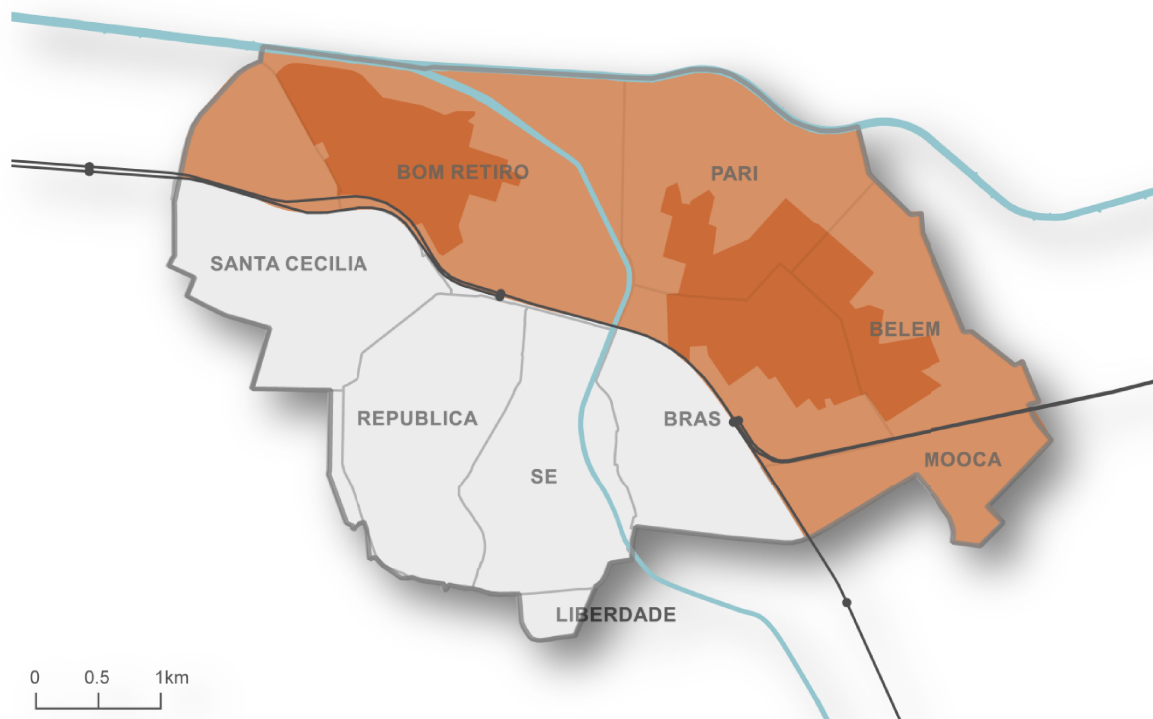 BOM RETIRO
PARI
SANTA CECILIA
BELEM
REPUBLICA
BRAS
SE
MOOCA
LIBERDADE
0 0.5 1km